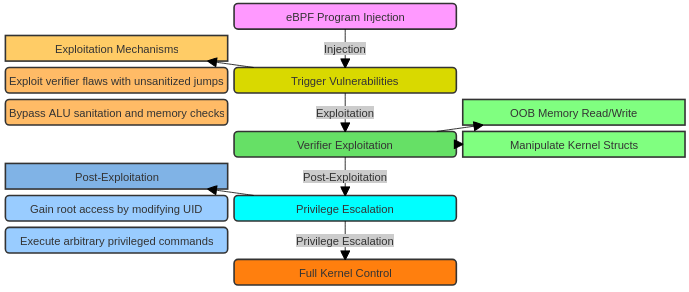 eBPF Program Injection
Exploitation Mechanisms
Injection
Exploit verifier flaws with unsanitized jumps
Trigger Vulnerabilities
Bypass ALU sanitation and memory checks
Exploitation
OOB Memory Read/Write
Verifier Exploitation
Manipulate Kernel Structs
Post-Exploitation
Post-Exploitation
Gain root access by modifying UID
Privilege Escalation
Execute arbitrary privileged commands
Privilege Escalation
Full Kernel Control